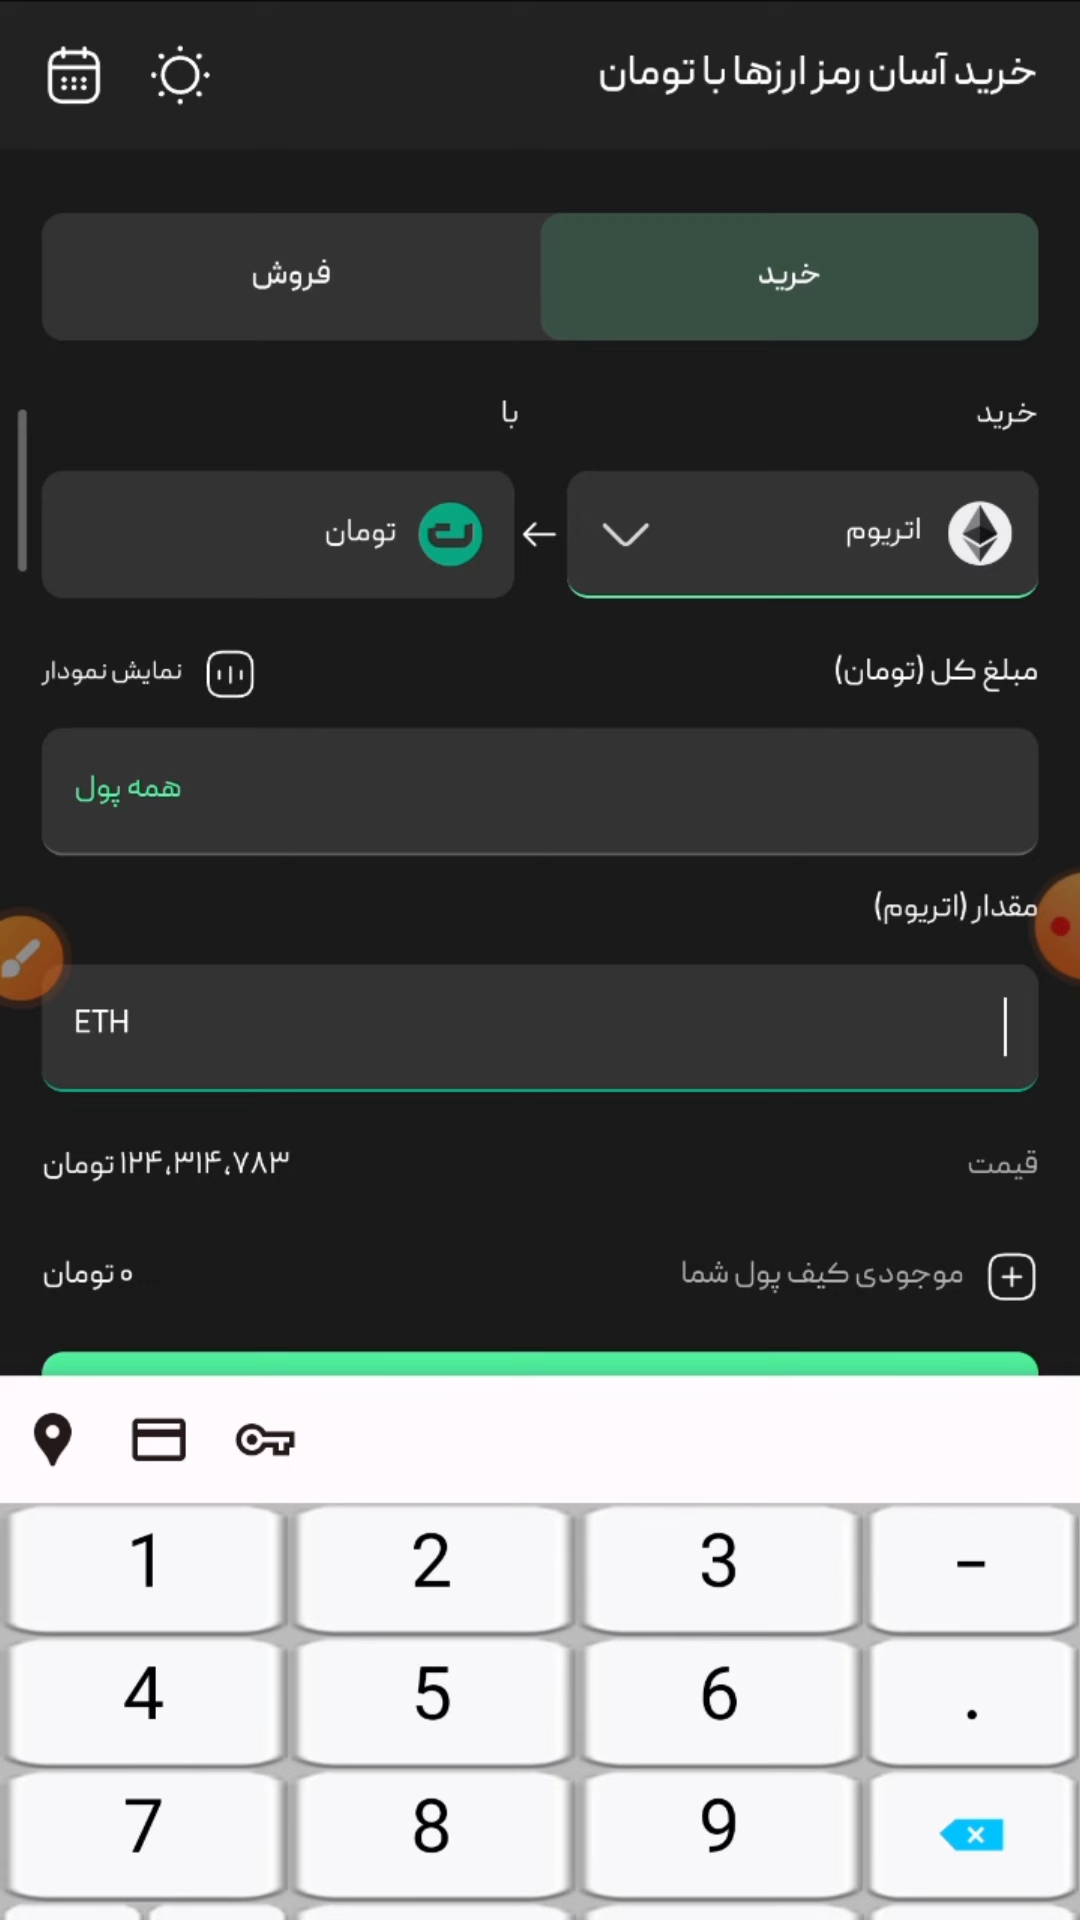 خرید آسان رمز ارزها با تومان
خرید
فروش
خرید
با
اتریوم
تومان
مبلغ کل (تومان)
نمایش نمودار
همه پول
مقدار (اتریوم)
ETH
قیمت
۱۲۴،۳۱۴،۷۸۳ تومان
موجودی کیف پول شما
۰ تومان
1 2 3 -
4 5 6 .
7 8 9